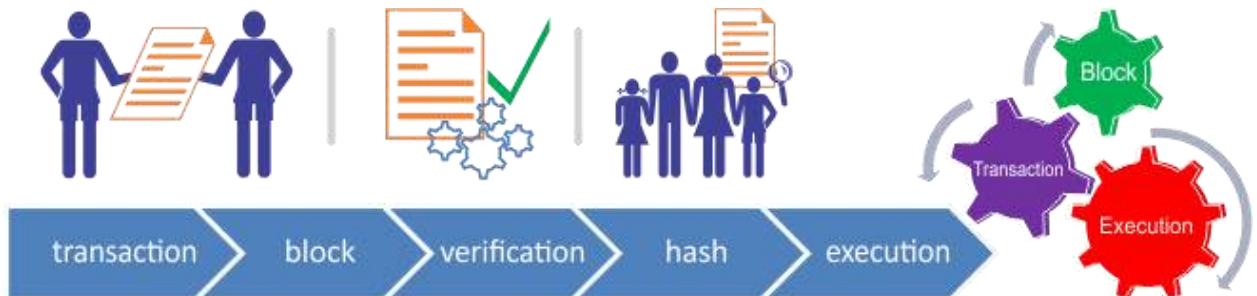 Block
Transaction
Execution
transaction
block
verification
hash
execution